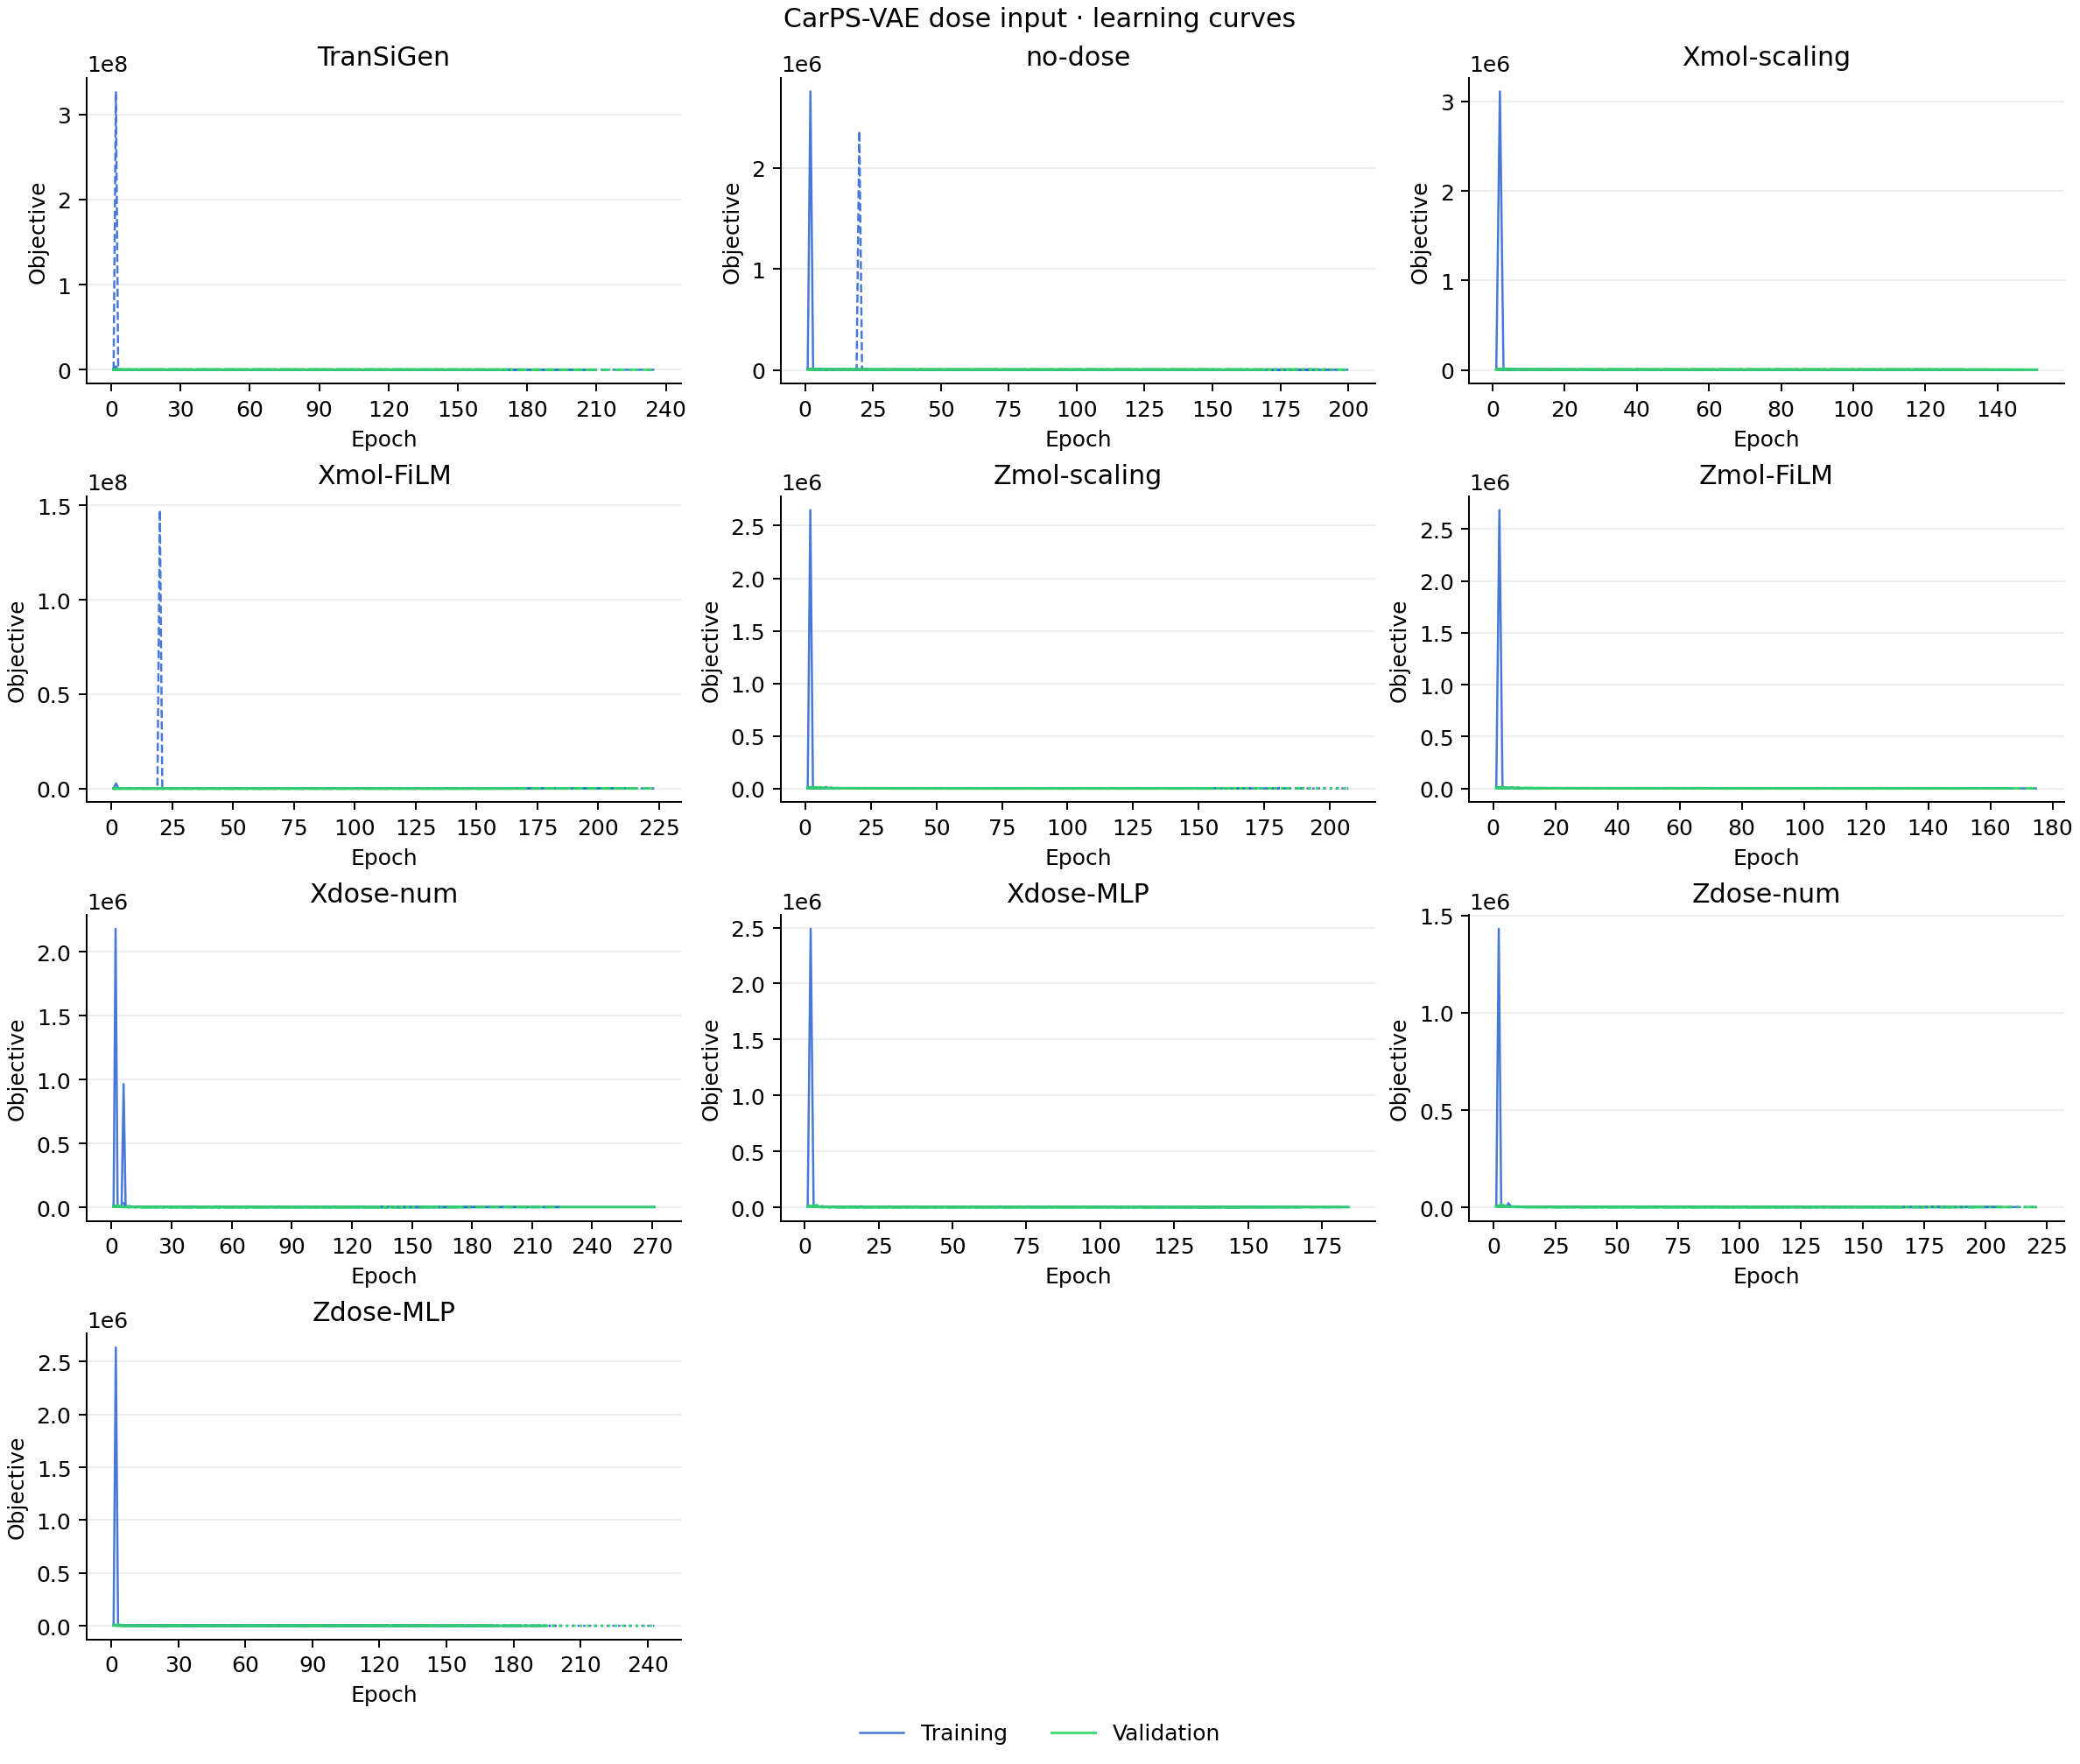 CarPS-VAE dose input · learning curves
TranSiGen
1e8
3
2
1
0
Objective
0 30 60 90 120 150 180 210 240
Epoch
no-dose
1e6
2
1
0
Objective
0 25 50 75 100 125 150 175 200
Epoch
Xmol-scaling
1e6
3
2
1
0
Objective
0 20 40 60 80 100 120 140
Epoch
Xmol-FiLM
1e8
1.5
1.0
0.5
0.0
Objective
0 25 50 75 100 125 150 175 200 225
Epoch
Zmol-scaling
1e6
2.5
2.0
1.5
1.0
0.5
0.0
Objective
0 25 50 75 100 125 150 175 200
Epoch
Zmol-FiLM
1e6
2.5
2.0
1.5
1.0
0.5
0.0
Objective
0 20 40 60 80 100 120 140 160 180
Epoch
Xdose-num
1e6
2.0
1.5
1.0
0.5
0.0
Objective
0 30 60 90 120 150 180 210 240 270
Epoch
Xdose-MLP
1e6
2.5
2.0
1.5
1.0
0.5
0.0
Objective
0 25 50 75 100 125 150 175
Epoch
Zdose-num
1e6
1.5
1.0
0.5
0.0
Objective
0 25 50 75 100 125 150 175 200 225
Epoch
Zdose-MLP
1e6
2.5
2.0
1.5
1.0
0.5
0.0
Objective
0 30 60 90 120 150 180 210 240
Epoch
Training Validation